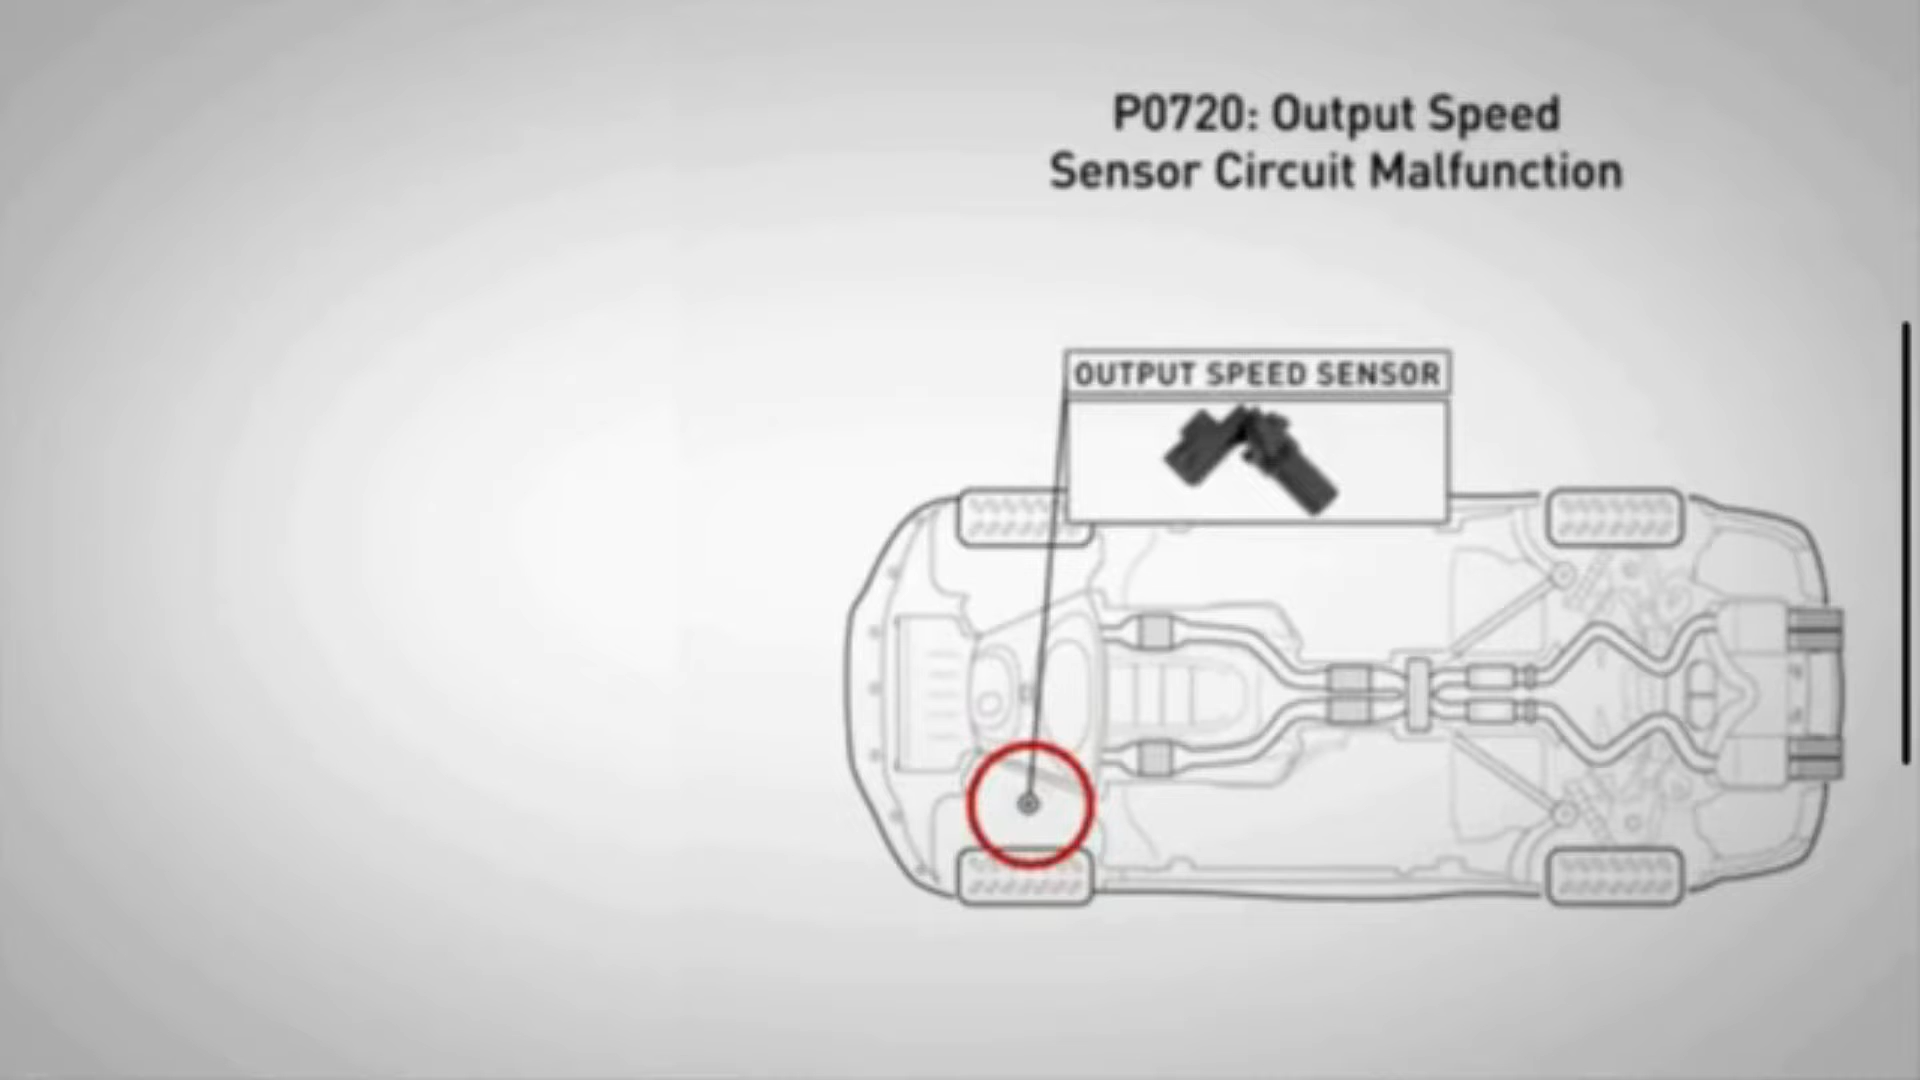 P0720: Output Speed
Sensor Circuit Malfunction
OUTPUT SPEED SENSOR